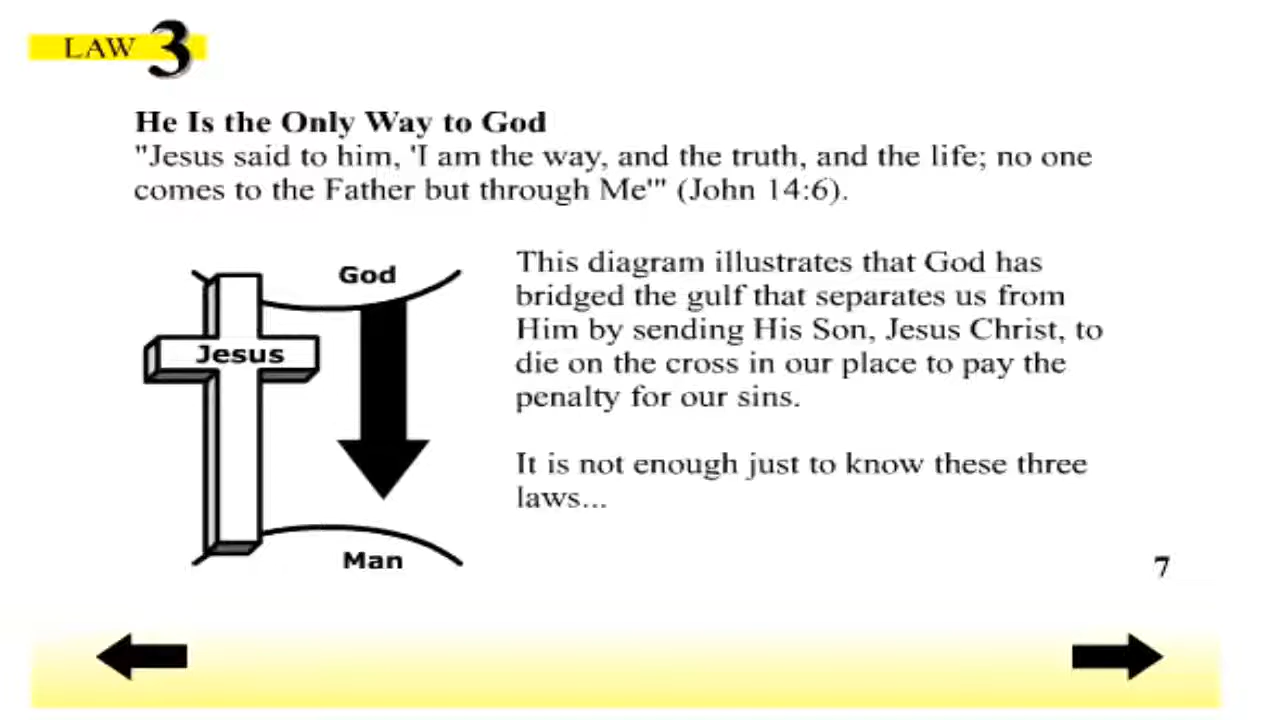 LAW 3
He Is the Only Way to God
"Jesus said to him, 'I am the way, and the truth, and the life; no one
comes to the Father but through Me'" (John 14:6).
God
Jesus
Man
This diagram illustrates that God has
bridged the gulf that separates us from
Him by sending His Son, Jesus Christ, to
die on the cross in our place to pay the
penalty for our sins.
It is not enough just to know these three
laws...
7